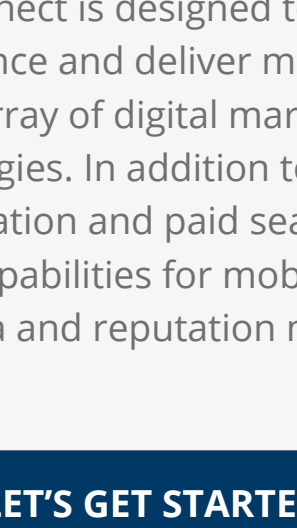 nect is designed t
nce and deliver m
rray of digital mar
gies. In addition to
ation and paid sea
pabilities for mob
a and reputation m
LET'S GET STARTE